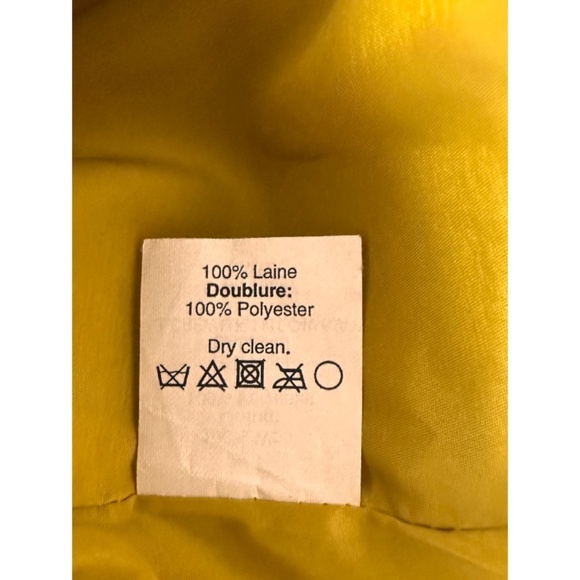 100% Laine
Doublure:
100% Polyester
Dry clean.